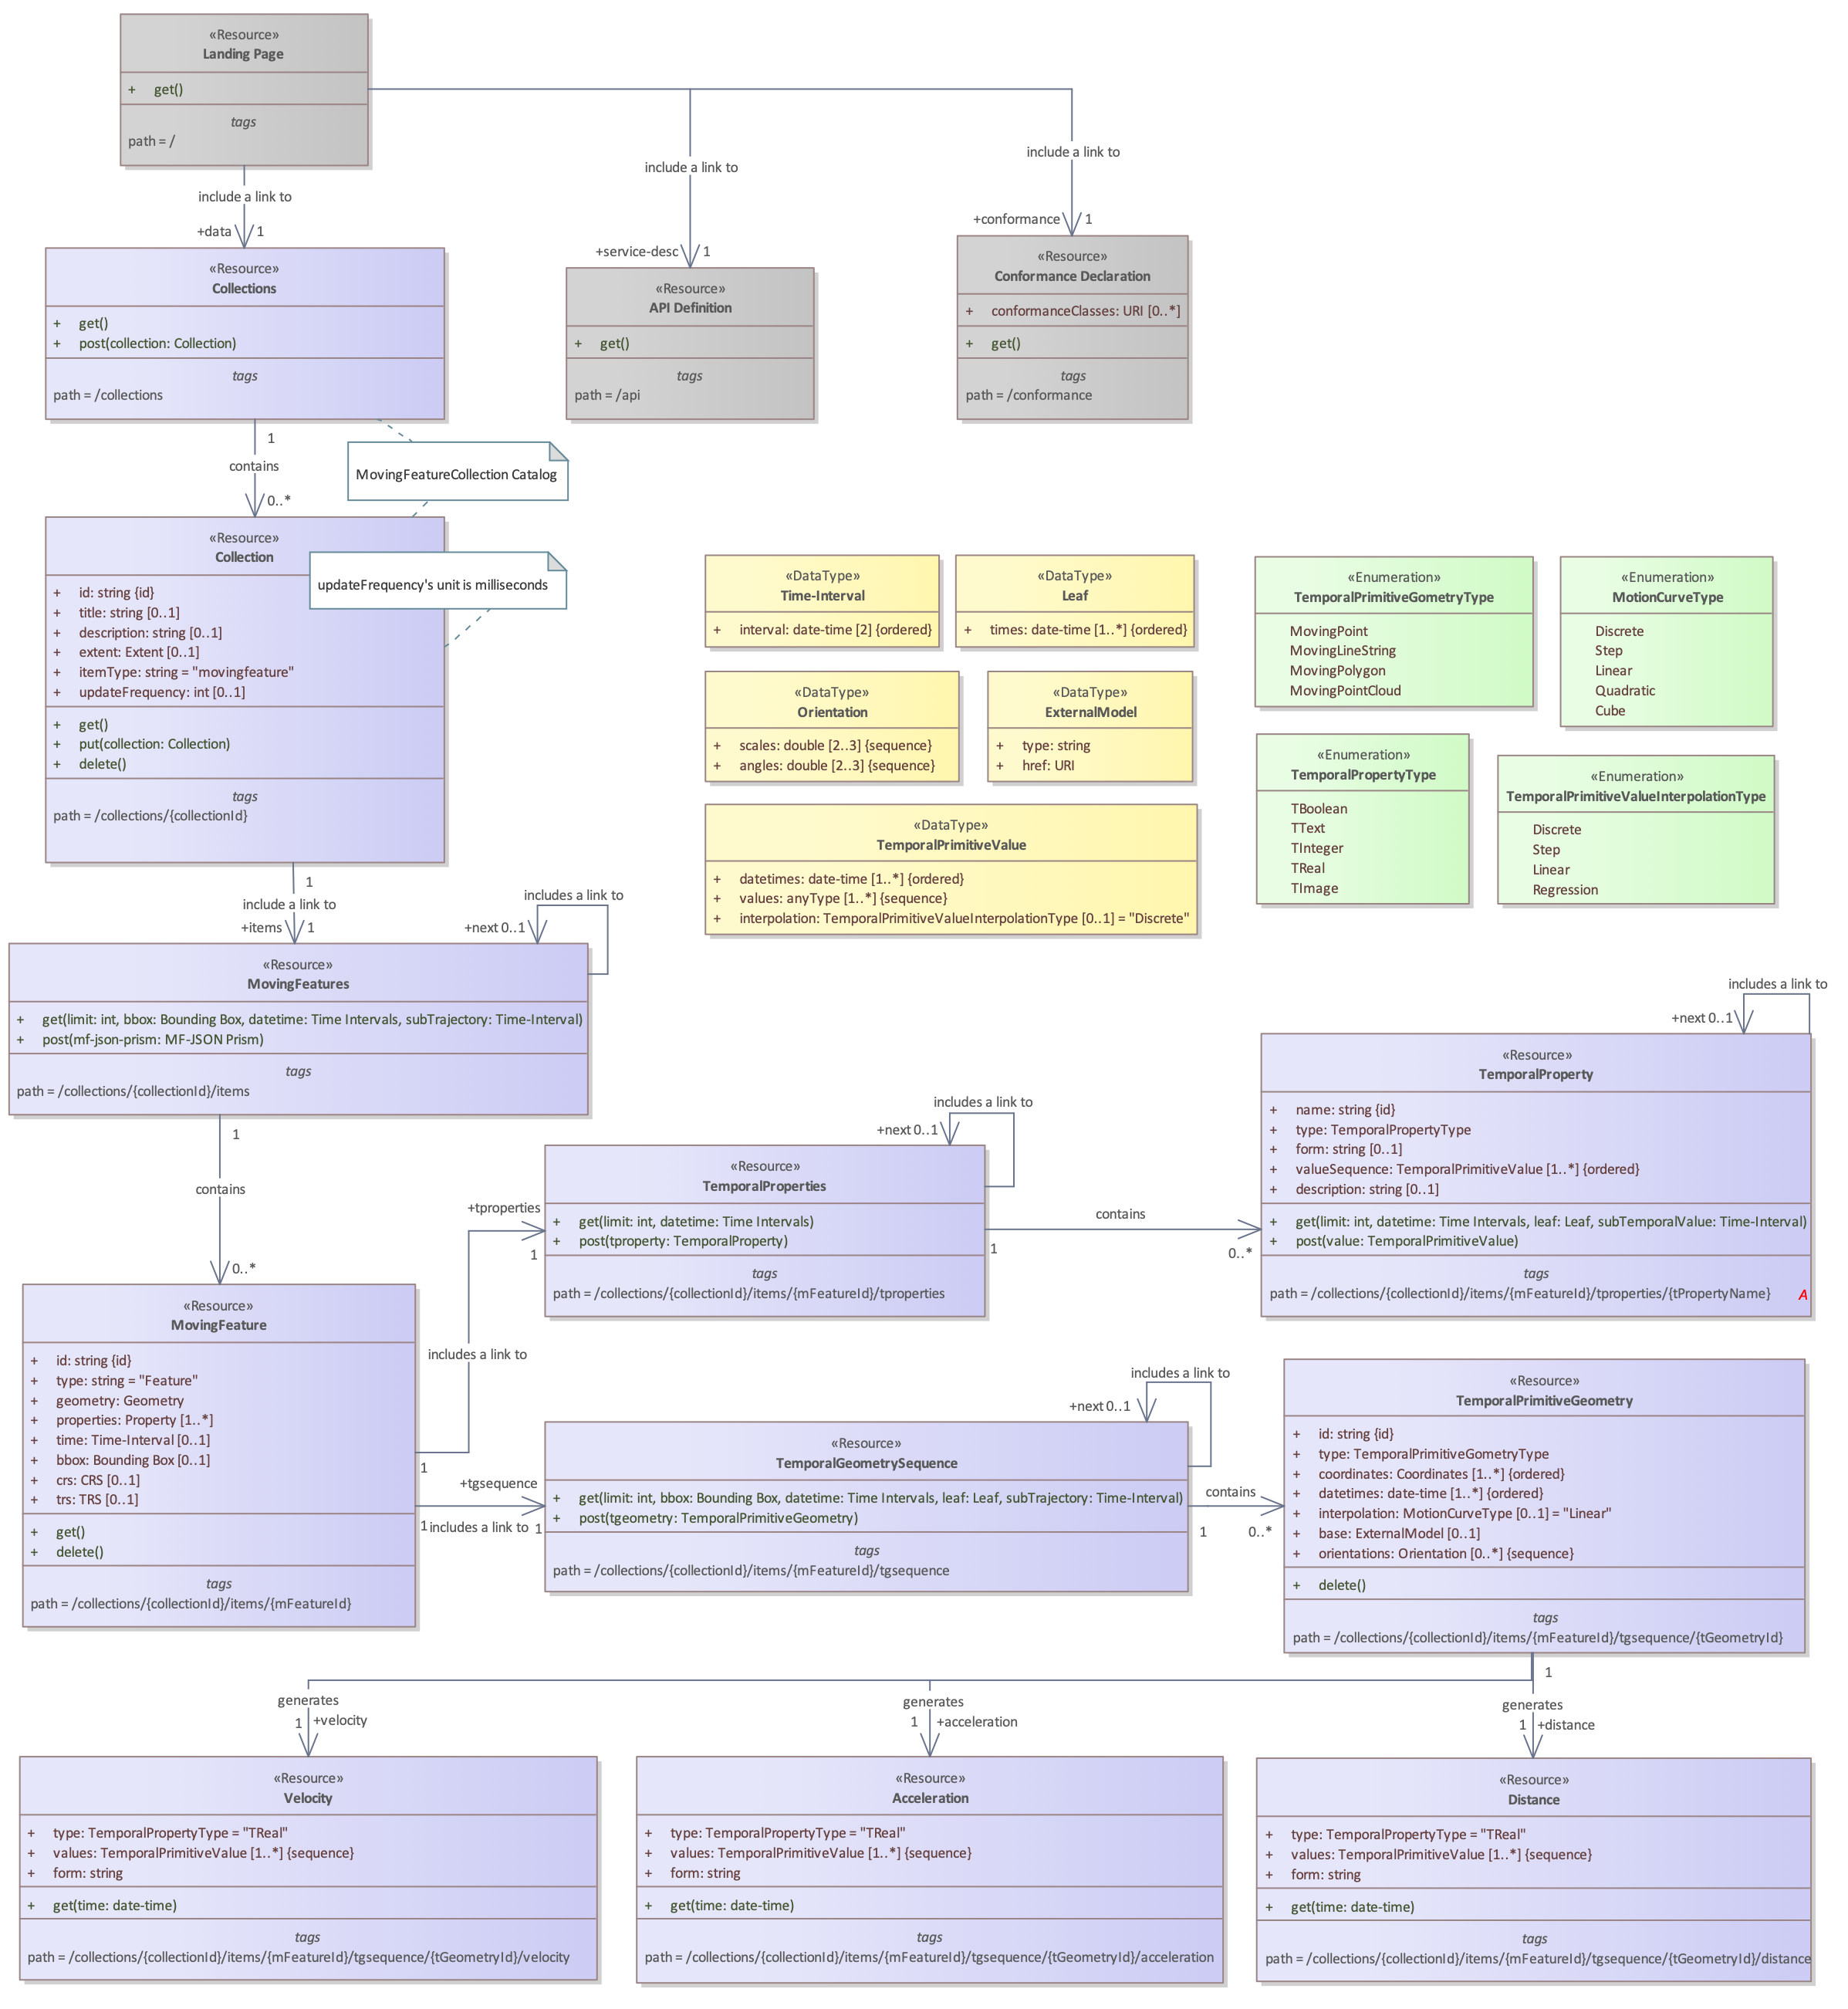 «Resource»
Landing Page
+ get()
tags
path = /
include a link to
+data 1
include a link to
+service-desc 1
include a link to
+conformance 1
«Resource»
Collections
+ get()
+ post(collection: Collection)
tags
path = /collections
«Resource»
API Definition
+ get()
tags
path = /api
«Resource»
Conformance Declaration
+ conformanceClasses: URI [0..*]
+ get()
tags
path = /conformance
1
contains
0..*
MovingFeatureCollection Catalog
«Resource»
Collection
+ id: string {id}
+ title: string [0..1]
+ description: string [0..1]
+ extent: Extent [0..1]
+ itemType: string = "movingfeature"
+ updateFrequency: int [0..1]
+ get()
+ put(collection: Collection)
+ delete()
tags
path = /collections/{collectionId}
updateFrequency's unit is milliseconds
«DataType»
Time-Interval
+ interval: date-time [2] {ordered}
«DataType»
Leaf
+ times: date-time [1..*] {ordered}
«DataType»
Orientation
+ scales: double [2..3] {sequence}
+ angles: double [2..3] {sequence}
«DataType»
ExternalModel
+ type: string
+ href: URI
«DataType»
TemporalPrimitiveValue
+ datetimes: date-time [1..*] {ordered}
+ values: anyType [1..*] {sequence}
+ interpolation: TemporalPrimitiveValueInterpolationType [0..1] = "Discrete"
«Enumeration»
TemporalPrimitiveGometryType
MovingPoint
MovingLineString
MovingPolygon
MovingPointCloud
«Enumeration»
MotionCurveType
Discrete
Step
Linear
Quadratic
Cube
«Enumeration»
TemporalPropertyType
TBoolean
TText
TInteger
TReal
TImage
«Enumeration»
TemporalPrimitiveValueInterpolationType
Discrete
Step
Linear
Regression
1
include a link to
+items 1
includes a link to
+next 0..1
«Resource»
MovingFeatures
+ get(limit: int, bbox: Bounding Box, datetime: Time Intervals, subTrajectory: Time-Interval)
+ post(mf-json-prism: MF-JSON Prism)
tags
path = /collections/{collectionId}/items
1
contains
0..*
«Resource»
MovingFeature
+ id: string {id}
+ type: string = "Feature"
+ geometry: Geometry
+ properties: Property [1..*]
+ time: Time-Interval [0..1]
+ bbox: Bounding Box [0..1]
+ crs: CRS [0..1]
+ trs: TRS [0..1]
+ get()
+ delete()
tags
path = /collections/{collectionId}/items/{mFeatureId}
+tproperties
1
includes a link to
1
+tgsequence
1 includes a link to 1
includes a link to
+next 0..1
«Resource»
TemporalProperties
+ get(limit: int, datetime: Time Intervals)
+ post(tproperty: TemporalProperty)
tags
path = /collections/{collectionId}/items/{mFeatureId}/tproperties
contains
1
0..*
includes a link to
+next 0..1
«Resource»
TemporalProperty
+ name: string {id}
+ type: TemporalPropertyType
+ form: string [0..1]
+ valueSequence: TemporalPrimitiveValue [1..*] {ordered}
+ description: string [0..1]
+ get(limit: int, datetime: Time Intervals, leaf: Leaf, subTemporalValue: Time-Interval)
+ post(value: TemporalPrimitiveValue)
tags
path = /collections/{collectionId}/items/{mFeatureId}/tproperties/{tPropertyName}
A
includes a link to
+next 0..1
«Resource»
TemporalGeometrySequence
+ get(limit: int, bbox: Bounding Box, datetime: Time Intervals, leaf: Leaf, subTrajectory: Time-Interval)
+ post(tgeometry: TemporalPrimitiveGeometry)
tags
path = /collections/{collectionId}/items/{mFeatureId}/tgsequence
contains
1
0..*
«Resource»
TemporalPrimitiveGeometry
+ id: string {id}
+ type: TemporalPrimitiveGometryType
+ coordinates: Coordinates [1..*] {ordered}
+ datetimes: date-time [1..*] {ordered}
+ interpolation: MotionCurveType [0..1] = "Linear"
+ base: ExternalModel [0..1]
+ orientations: Orientation [0..*] {sequence}
+ delete()
tags
path = /collections/{collectionId}/items/{mFeatureId}/tgsequence/{tGeometryId}
1
generates
1 +velocity
generates
1 +acceleration
generates
1 +distance
«Resource»
Velocity
+ type: TemporalPropertyType = "TReal"
+ values: TemporalPrimitiveValue [1..*] {sequence}
+ form: string
+ get(time: date-time)
tags
path = /collections/{collectionId}/items/{mFeatureId}/tgsequence/{tGeometryId}/velocity
«Resource»
Acceleration
+ type: TemporalPropertyType = "TReal"
+ values: TemporalPrimitiveValue [1..*] {sequence}
+ form: string
+ get(time: date-time)
tags
path = /collections/{collectionId}/items/{mFeatureId}/tgsequence/{tGeometryId}/acceleration
«Resource»
Distance
+ type: TemporalPropertyType = "TReal"
+ values: TemporalPrimitiveValue [1..*] {sequence}
+ form: string
+ get(time: date-time)
tags
path = /collections/{collectionId}/items/{mFeatureId}/tgsequence/{tGeometryId}/distance